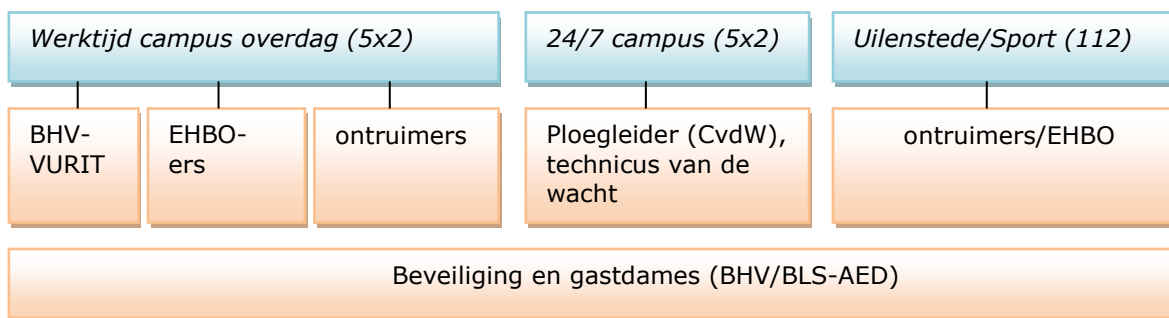 Werktijd campus overdag (5x2)
24/7 campus (5x2)
Uilenstede/Sport (112)
BHV-
VURIT
EHBO-
ers
ontruimers
Ploegleider (CvdW),
technicus van de
wacht
ontruimers/EHBO
Beveiliging en gastdames (BHV/BLS-AED)